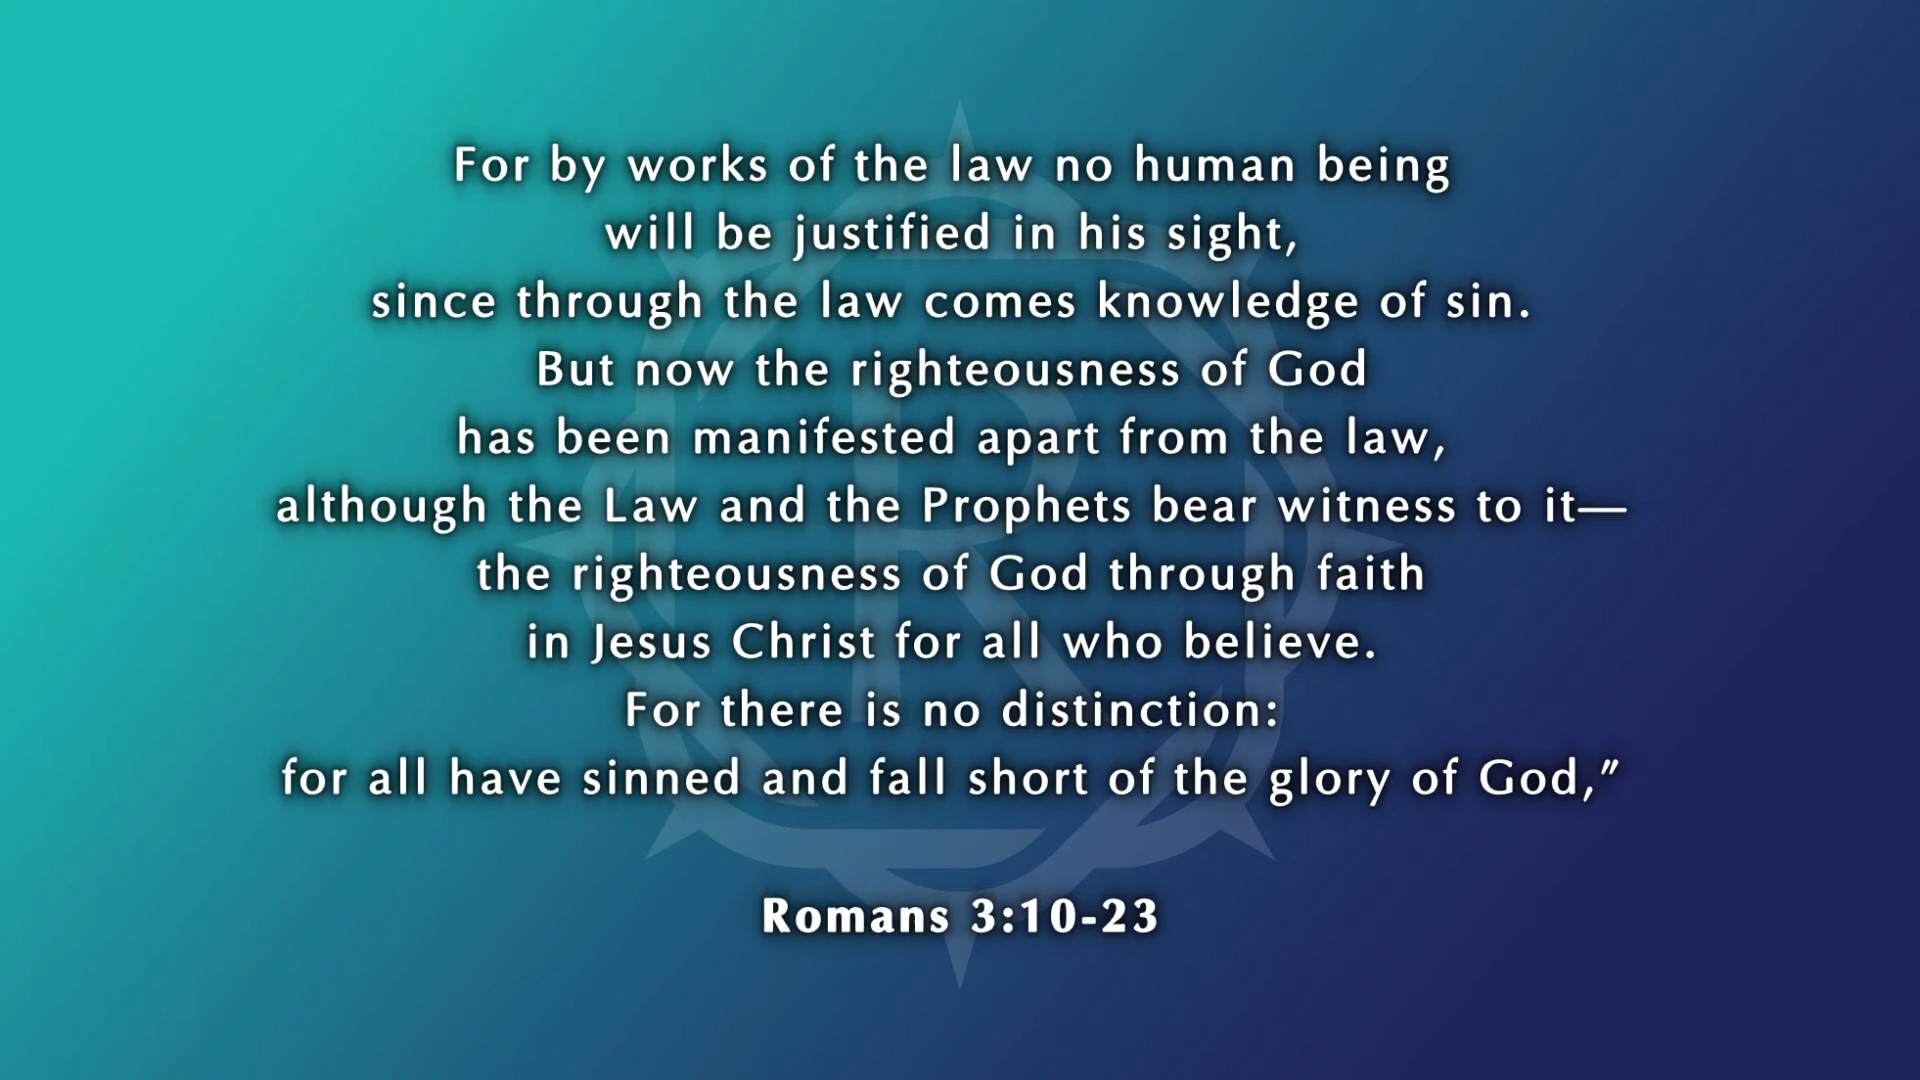 For by works of the law no human being
will be justified in his sight,
since through the law comes knowledge of sin.
But now the righteousness of God
has been manifested apart from the law,
although the Law and the Prophets bear witness to it—
the righteousness of God through faith
in Jesus Christ for all who believe.
For there is no distinction:
for all have sinned and fall short of the glory of God,”
Romans 3:10-23